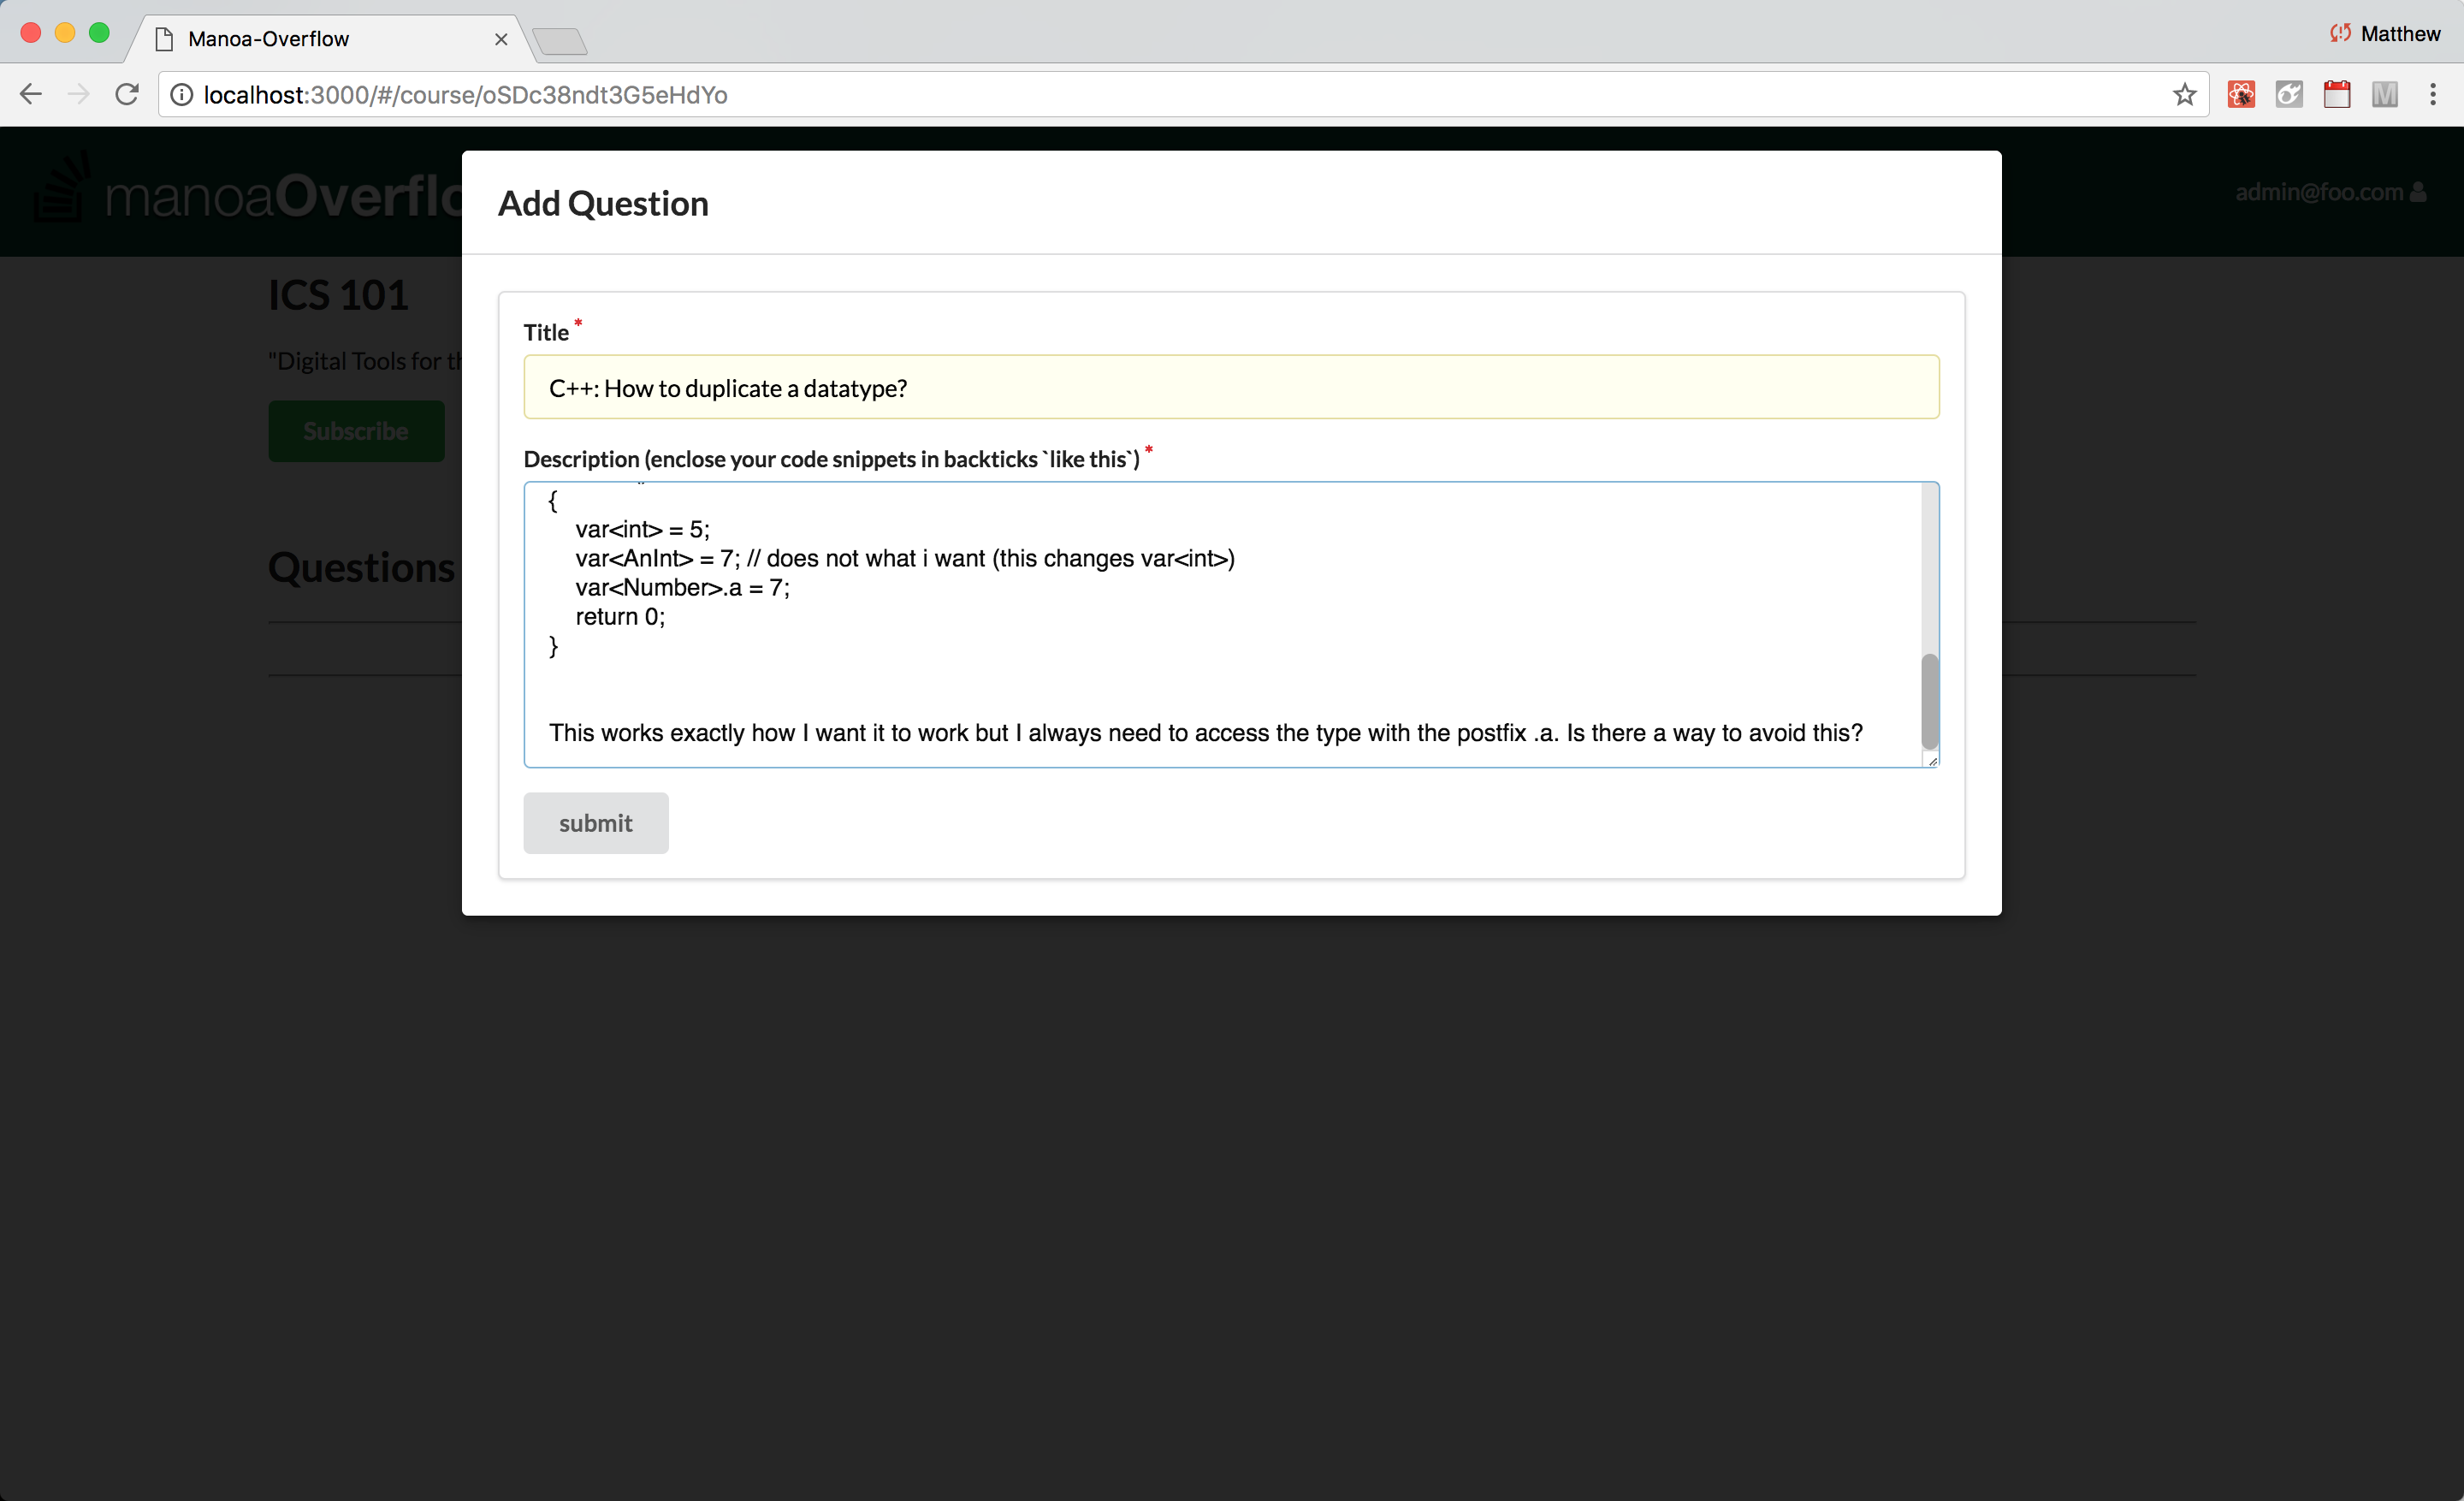 Manoa-Overflow
Matthew
localhost:3000/#/course/oSDc38ndt3G5eHdYo
manoaOverflo
admin@foo.com
Add Question
ICS 101
"Digital Tools for th
Subscribe
Questions
Title *
C++: How to duplicate a datatype?
Description (enclose your code snippets in backticks `like this`) *
{
var<int> = 5;
var<AnInt> = 7; // does not what i want (this changes var<int>)
var<Number>.a = 7;
return 0;
}
This works exactly how I want it to work but I always need to access the type with the postfix .a. Is there a way to avoid this?
submit